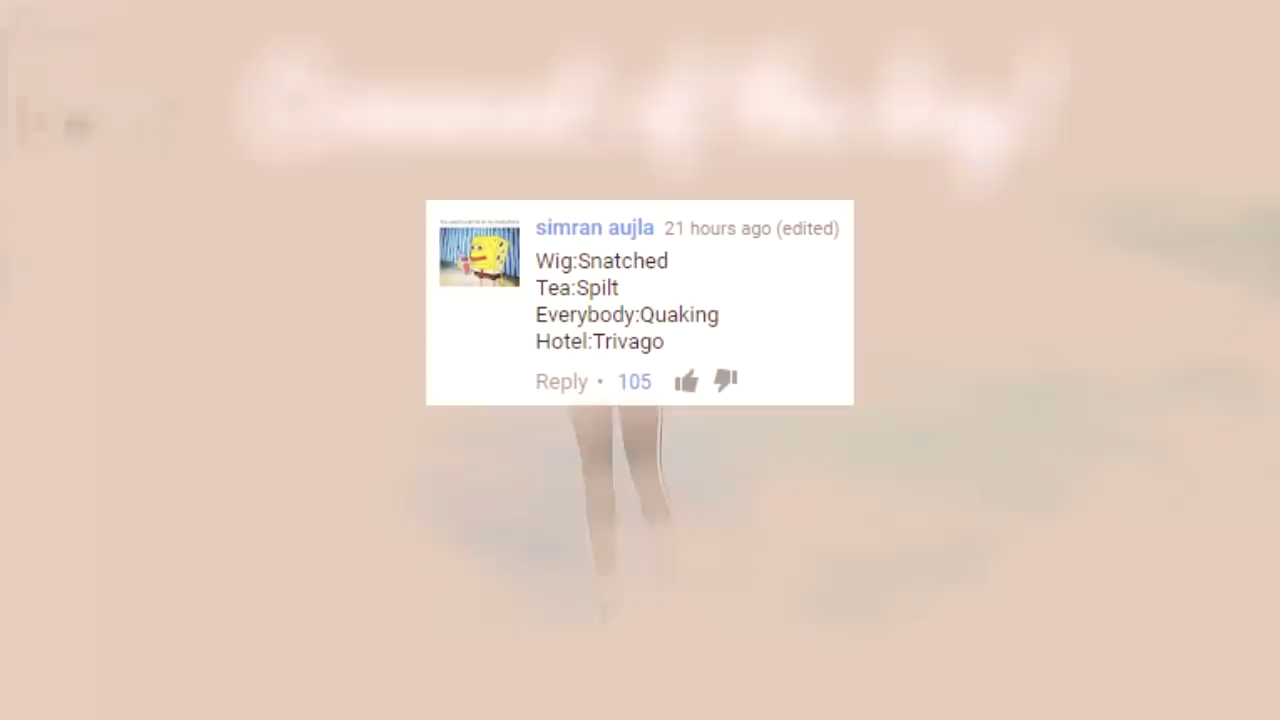 simran aujla 21 hours ago (edited)
Wig:Snatched
Tea:Spilt
Everybody:Quaking
Hotel:Trivago
Reply • 105